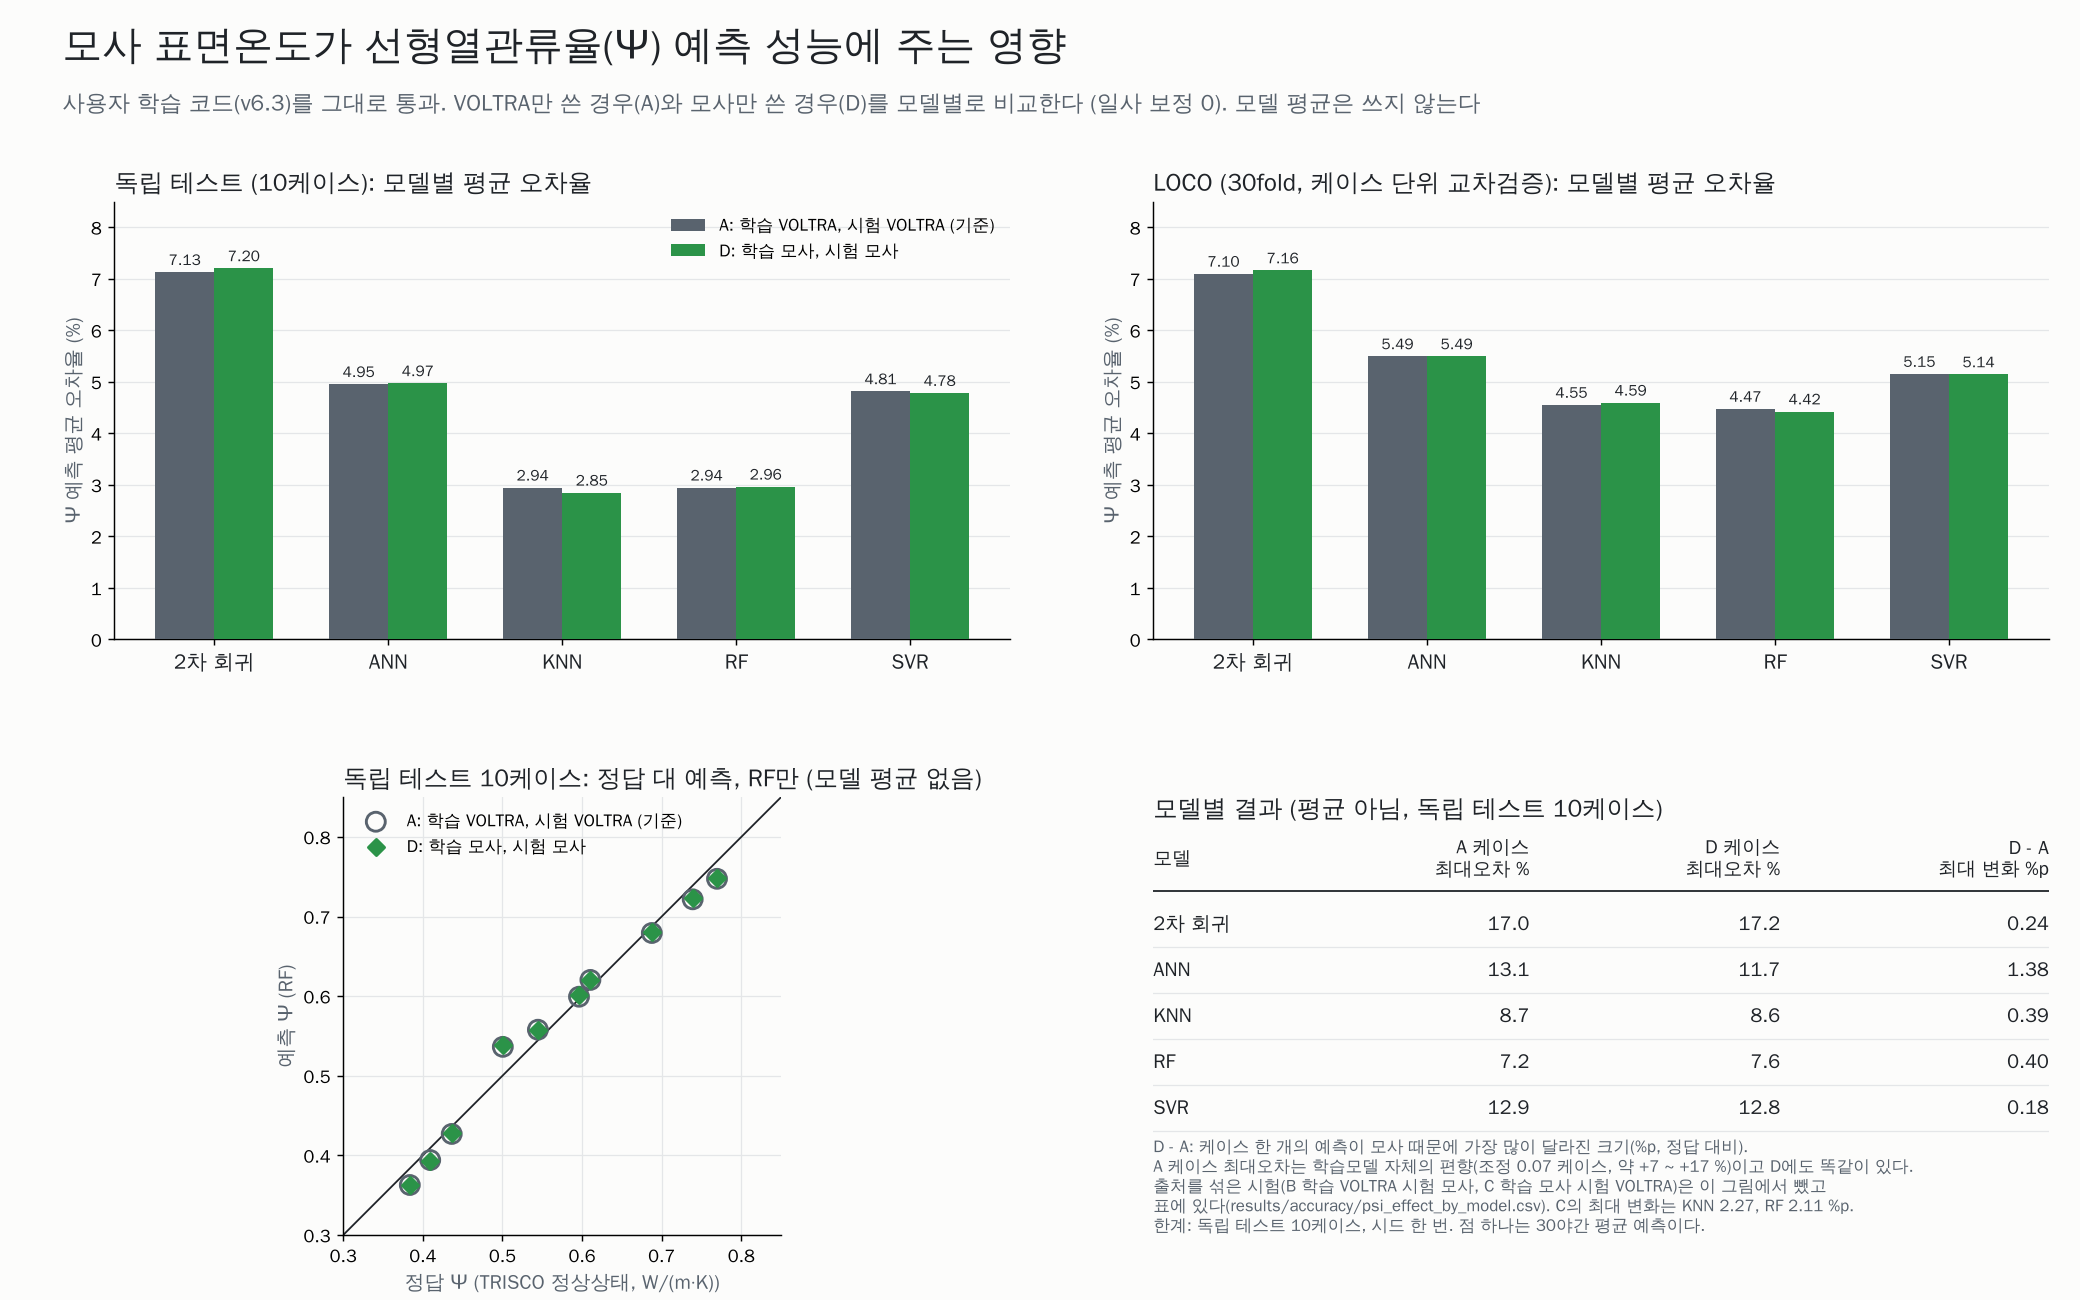 모사 표면온도가 선형열관류율(Ψ) 예측 성능에 주는 영향
사용자 학습 코드(v6.3)를 그대로 통과. VOLTRA만 쓴 경우(A)와 모사만 쓴 경우(D)를 모델별로 비교한다 (일사 보정 0). 모델 평균은 쓰지 않는다
독립 테스트 (10케이스): 모델별 평균 오차율
A: 학습 VOLTRA, 시험 VOLTRA (기준)
D: 학습 모사, 시험 모사
Ψ 예측 평균 오차율 (%)
8
7
6
5
4
3
2
1
0
7.13 7.20
4.95 4.97
2.94 2.85
2.94 2.96
4.81 4.78
2차 회귀 ANN KNN RF SVR
LOCO (30fold, 케이스 단위 교차검증): 모델별 평균 오차율
Ψ 예측 평균 오차율 (%)
8
7
6
5
4
3
2
1
0
7.10 7.16
5.49 5.49
4.55 4.59
4.47 4.42
5.15 5.14
2차 회귀 ANN KNN RF SVR
독립 테스트 10케이스: 정답 대 예측, RF만 (모델 평균 없음)
A: 학습 VOLTRA, 시험 VOLTRA (기준)
D: 학습 모사, 시험 모사
예측 Ψ (RF)
0.8
0.7
0.6
0.5
0.4
0.3
0.3 0.4 0.5 0.6 0.7 0.8
정답 Ψ (TRISCO 정상상태, W/(m·K))
모델별 결과 (평균 아님, 독립 테스트 10케이스)
모델 A 케이스 최대오차 % D 케이스 최대오차 % D - A 최대 변화 %p
2차 회귀 17.0 17.2 0.24
ANN 13.1 11.7 1.38
KNN 8.7 8.6 0.39
RF 7.2 7.6 0.40
SVR 12.9 12.8 0.18
D - A: 케이스 한 개의 예측이 모사 때문에 가장 많이 달라진 크기(%p, 정답 대비).
A 케이스 최대오차는 학습모델 자체의 편향(조정 0.07 케이스, 약 +7 ~ +17 %)이고 D에도 똑같이 있다.
출처를 섞은 시험(B 학습 VOLTRA 시험 모사, C 학습 모사 시험 VOLTRA)은 이 그림에서 뺐고
표에 있다(results/accuracy/psi_effect_by_model.csv). C의 최대 변화는 KNN 2.27, RF 2.11 %p.
한계: 독립 테스트 10케이스, 시드 한 번. 점 하나는 30야간 평균 예측이다.